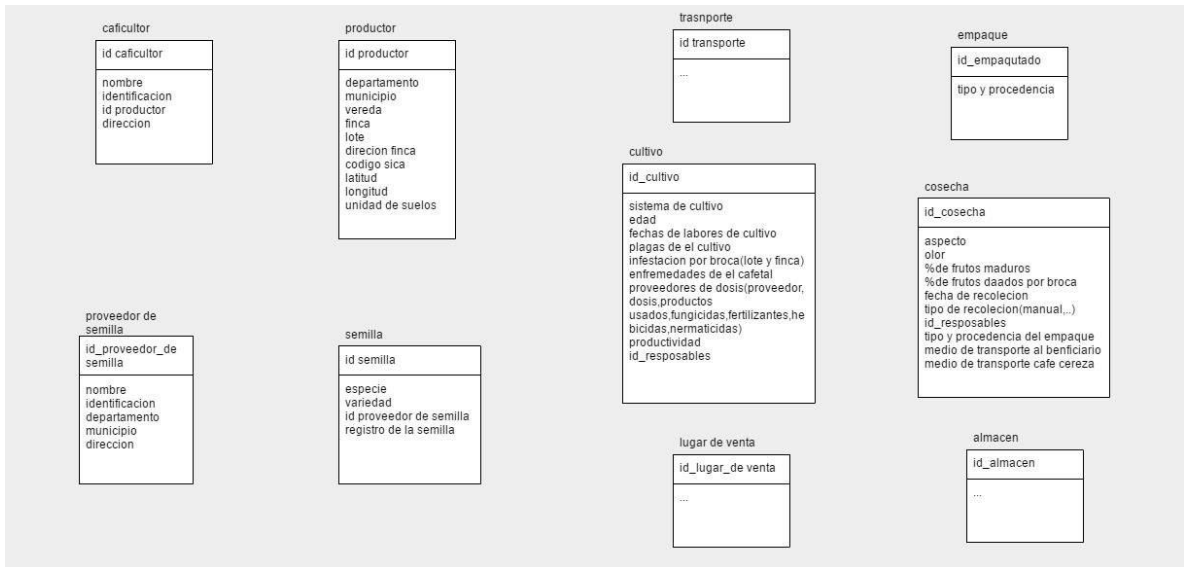 caficultor
id caficultor
nombre
identificacion
id productor
direccion
productor
id productor
departamento
municipio
vereda
finca
lote
direcion finca
codigo sica
latitud
longitud
unidad de suelos
trasnporte
id transporte
...
empaque
id_empaqutado
tipo y procedencia
cultivo
id_cultivo
sistema de cultivo
edad
fechas de labores de cultivo
plagas de el cultivo
infestacion por broca(lote y finca)
enfremedades de el cafetal
proveedores de dosis(proveedor,
dosis,productos
usados,fungicidas,fertilizantes,he
bicidas,nermaticidas)
productividad
id_resposables
cosecha
id_cosecha
aspecto
olor
%de frutos maduros
%de frutos daados por broca
fecha de recolecion
tipo de recolecion(manual,..)
id_resposables
tipo y procedencia del empaque
medio de transporte al benficiario
medio de transporte cafe cereza
proveedor de
semilla
id_proveedor_de
semilla
nombre
identificacion
departamento
municipio
direccion
semilla
id semilla
especie
variedad
id proveedor de semilla
registro de la semilla
lugar de venta
id_lugar_de venta
...
almacen
id_almacen
...